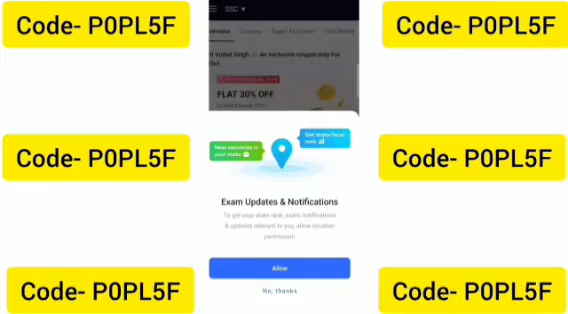 Code- P0PL5F
Code- P0PL5F
SSC ▾
FLAT 30% OFF
Code- P0PL5F
Code- P0PL5F
New vacancies in
your state
Get state/local
rank
Exam Updates & Notifications
To get your state rank, exam notifications
& updates relevant to you, allow location
permission
Allow
No, thanks
Code- P0PL5F
Code- P0PL5F